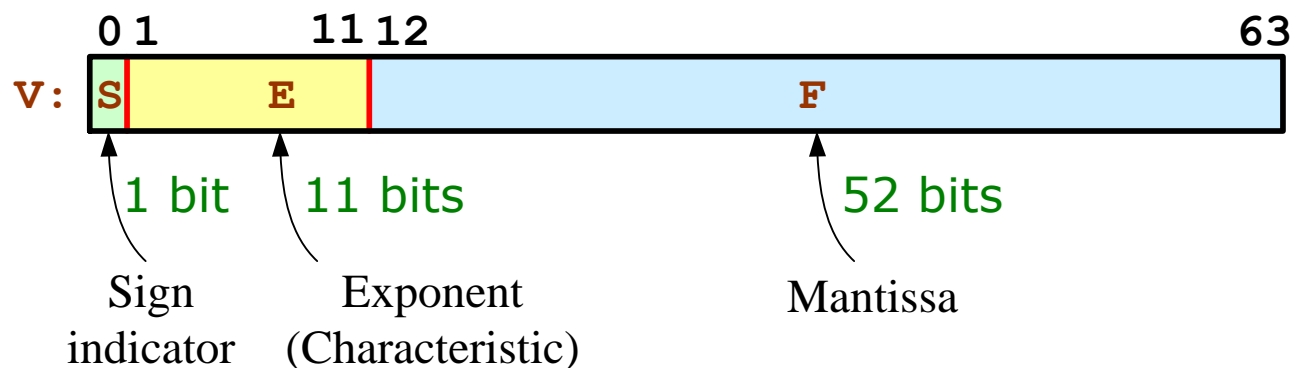 0 1 11 12 63
V: S E F
1 bit 11 bits 52 bits
Sign Exponent Mantissa
indicator (Characteristic)